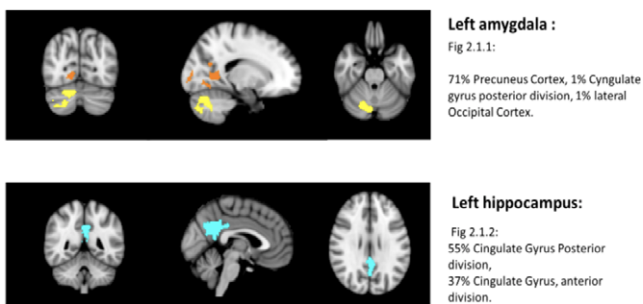 Left amygdala :
Fig 2.1.1:
71% Precuneus Cortex, 1% Cyngulate
gyrus posterior division, 1% lateral
Occipital Cortex.
Left hippocampus:
Fig 2.1.2:
55% Cingulate Gyrus Posterior
division,
37% Cingulate Gyrus, anterior
division.